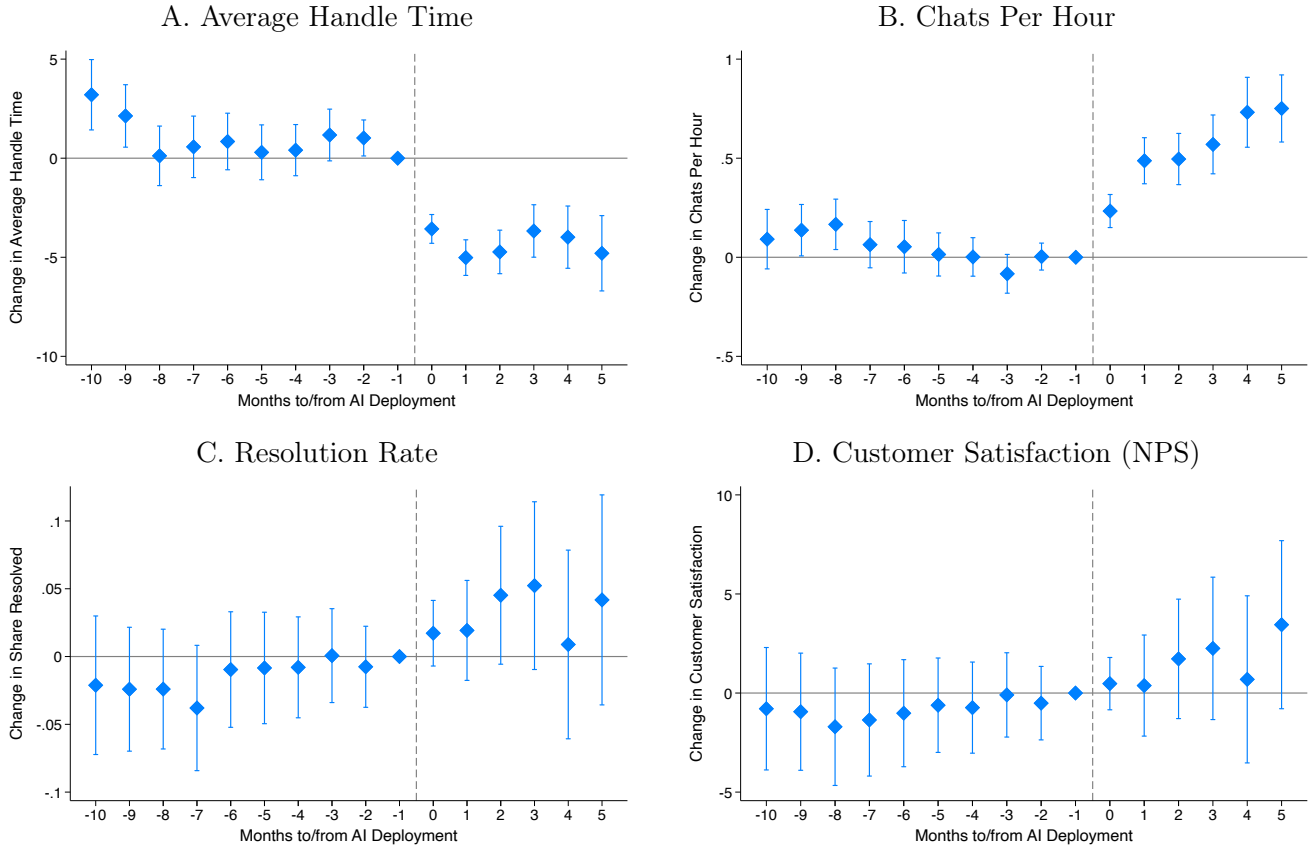 A. Average Handle Time
Change in Average Handle Time
5
0
-5
-10
-10 -9 -8 -7 -6 -5 -4 -3 -2 -1 0 1 2 3 4 5
Months to/from AI Deployment
B. Chats Per Hour
Change in Chats Per Hour
1
.5
0
-.5
-10 -9 -8 -7 -6 -5 -4 -3 -2 -1 0 1 2 3 4 5
Months to/from AI Deployment
C. Resolution Rate
Change in Share Resolved
.1
.05
0
-.05
-.1
-10 -9 -8 -7 -6 -5 -4 -3 -2 -1 0 1 2 3 4 5
Months to/from AI Deployment
D. Customer Satisfaction (NPS)
Change in Customer Satisfaction
10
5
0
-5
-10 -9 -8 -7 -6 -5 -4 -3 -2 -1 0 1 2 3 4 5
Months to/from AI Deployment